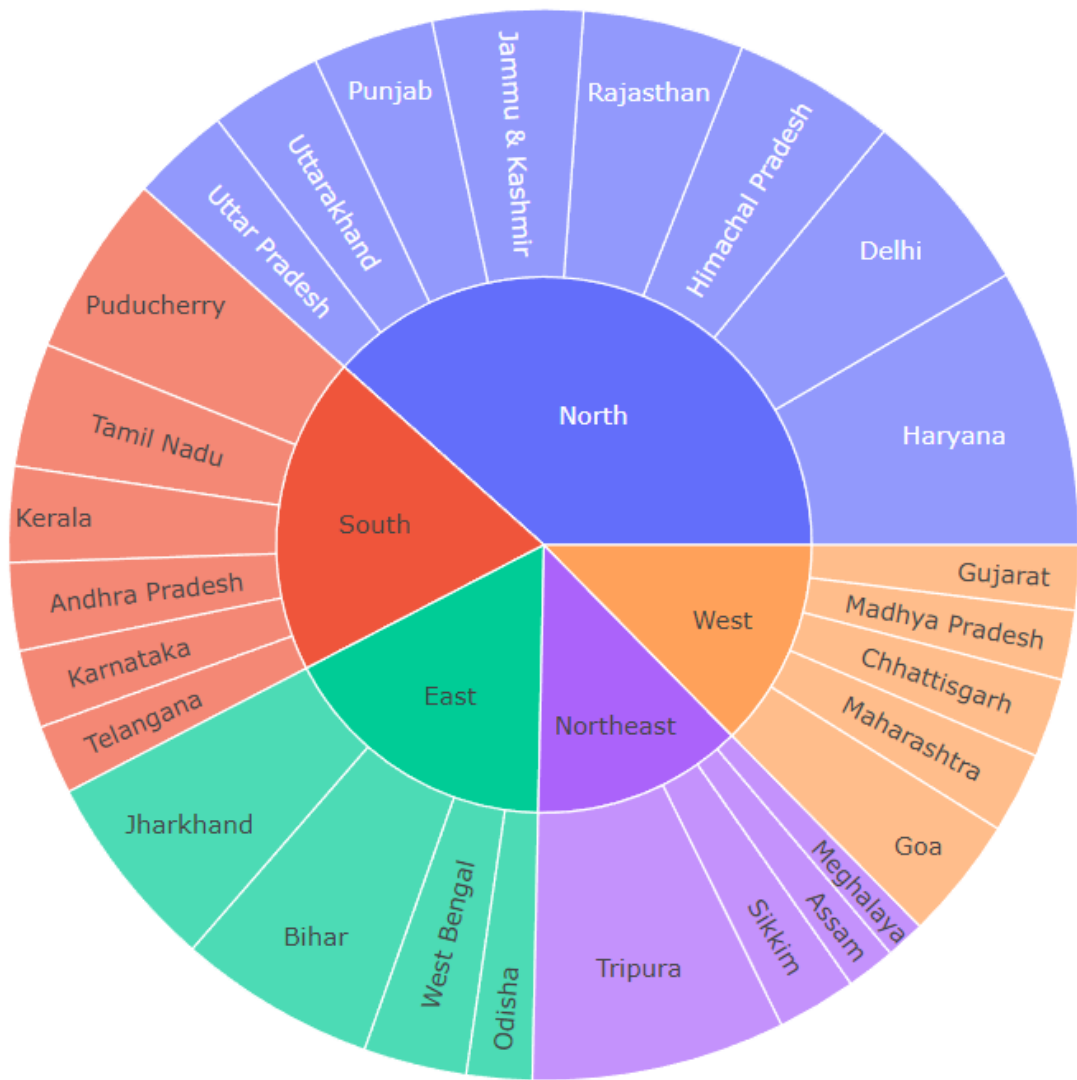 Jammu & Kashmir
Punjab
Rajasthan
Himachal Pradesh
Uttarakhand
Uttar Pradesh
Delhi
Puducherry
North
Haryana
Tamil Nadu
Kerala
South
Gujarat
Andhra Pradesh
West
Madhya Pradesh
Karnataka
Chhattisgarh
East
Telangana
Northeast
Maharashtra
Jharkhand
Goa
Meghalaya
Bihar
West Bengal
Assam
Sikkim
Tripura
Odisha